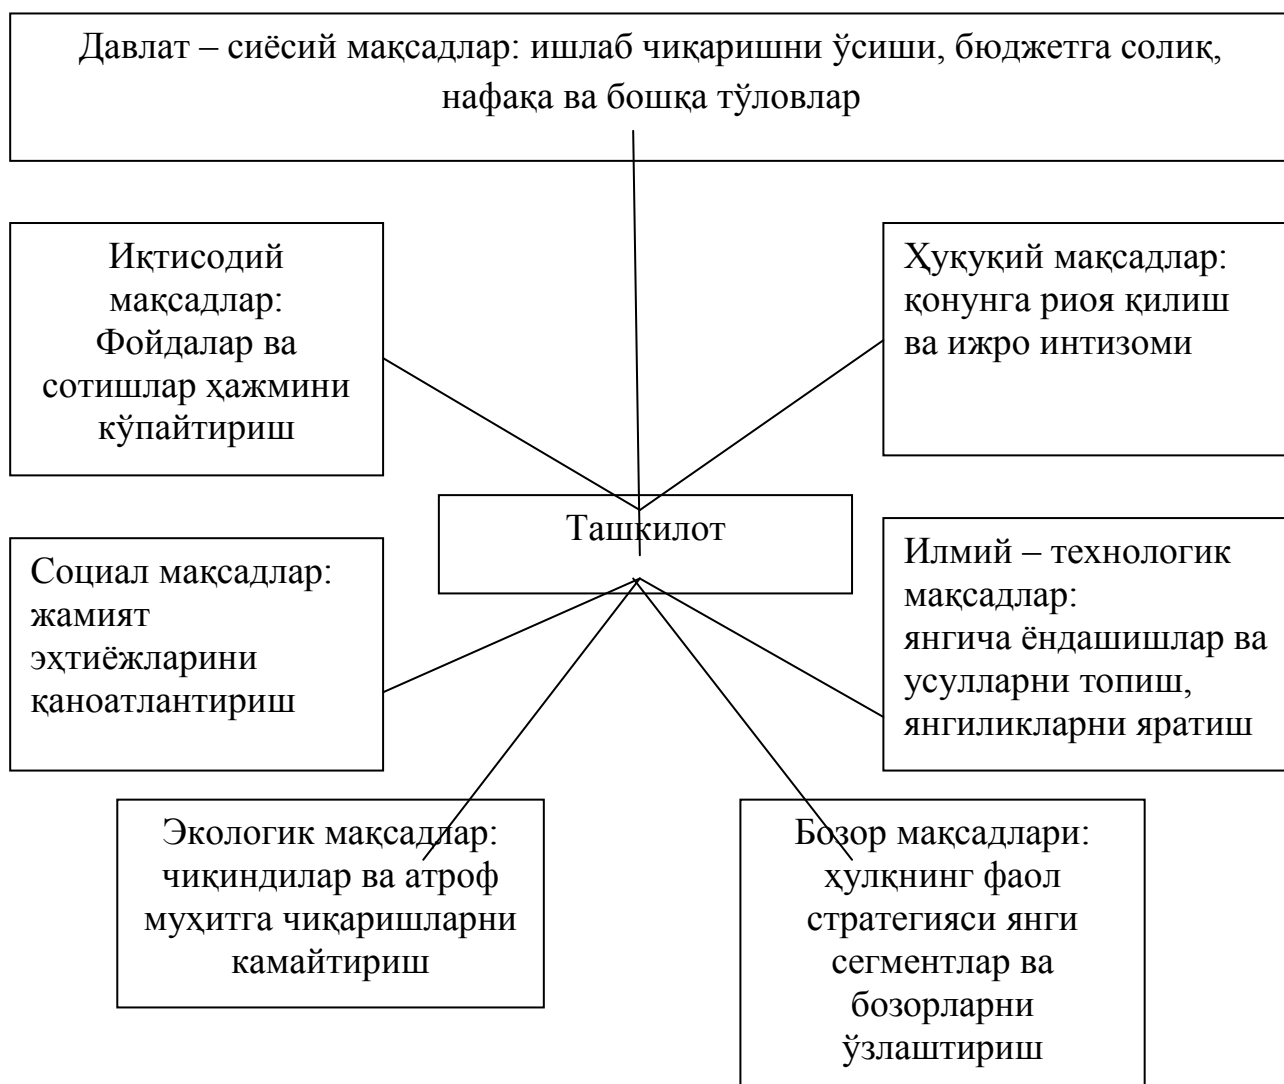 Давлат – сиёсий мақсадлар: ишлаб чиқаришни ўсиши, бюджетга солиқ,
нафақа ва бошқа тўловлар
Иқтисодий
мақсадлар:
Фойдалар ва
сотишлар ҳажмини
кўпайтириш
Ҳуқуқий мақсадлар:
қонунга риоя қилиш
ва ижро интизоми
Ташкилот
Социал мақсадлар:
жамият
эҳтиёжларини
қаноатлантириш
Илмий – технологик
мақсадлар:
янгича ёндашишлар ва
усулларни топиш,
янгиликларни яратиш
Экологик мақсадлар:
чиқиндилар ва атроф
муҳитга чиқаришларни
камайтириш
Бозор мақсадлари:
ҳулқнинг фаол
стратегияси янги
сегментлар ва
бозорларни
ўзлаштириш